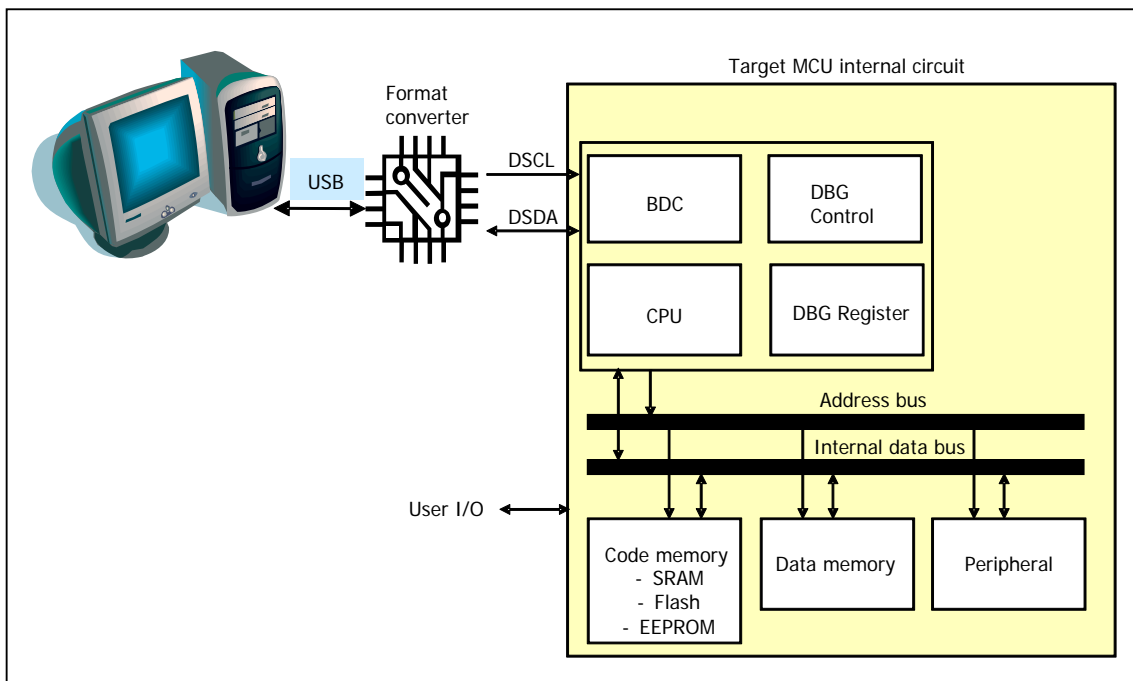 Target MCU internal circuit
Format
converter
USB
DSCL
DSDA
BDC
DBG
Control
CPU
DBG Register
Address bus
Internal data bus
User I/O
Code memory
- SRAM
- Flash
- EEPROM
Data memory
Peripheral